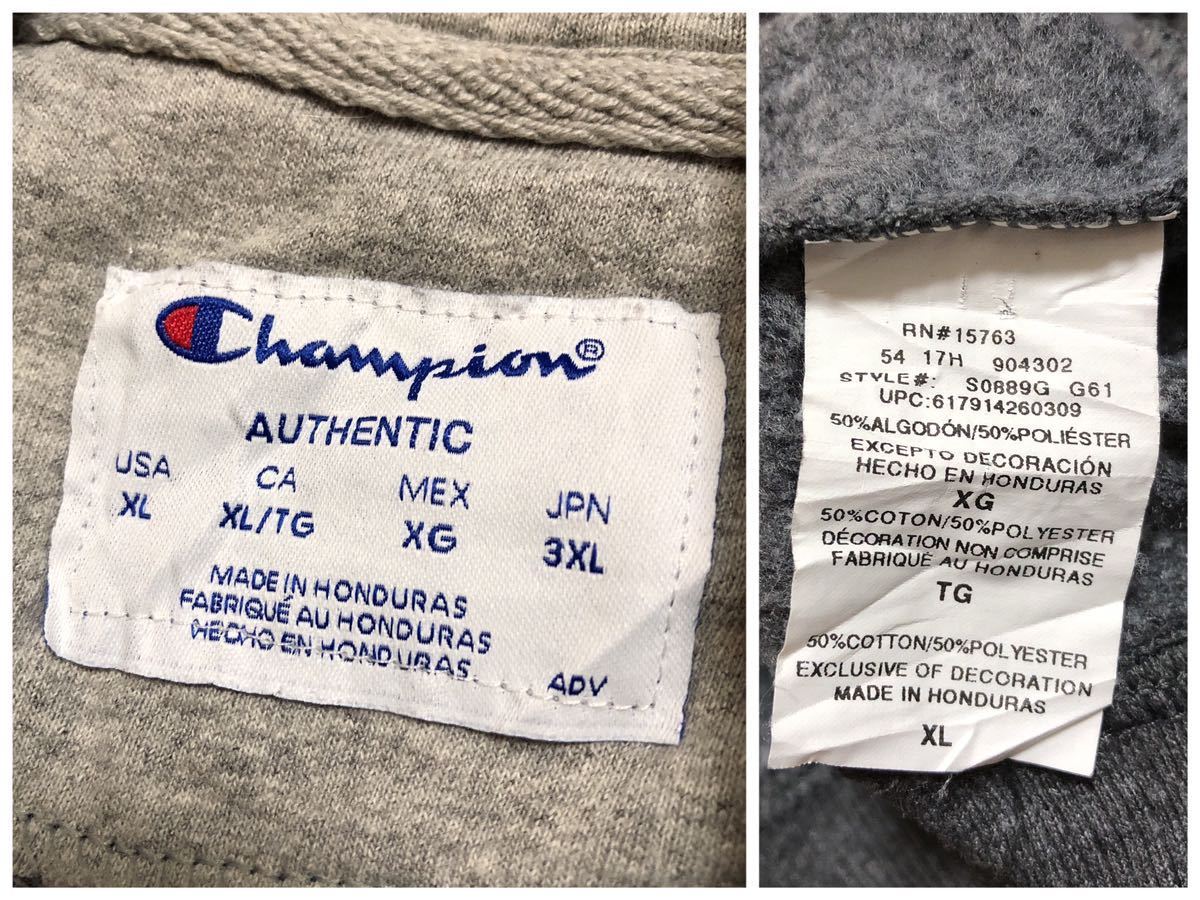 Champion®
AUTHENTIC
USA CA MEX JPN
XL XL/TG XG 3XL
MADE IN HONDURAS
FABRIQUÉ AU HONDURAS
HECHO EN HONDURAS
ADV
RN#15763
54 17H 904302
STYLE#: S0889G G61
UPC:617914260309
50%ALGODÓN/50%POLIÉSTER
EXCEPTO DECORACIÓN
HECHO EN HONDURAS
XG
50%COTON/50%POLYESTER
DÉCORATION NON COMPRISE
FABRIQUÉ AU HONDURAS
TG
50%COTTON/50%POLYESTER
EXCLUSIVE OF DECORATION
MADE IN HONDURAS
XL